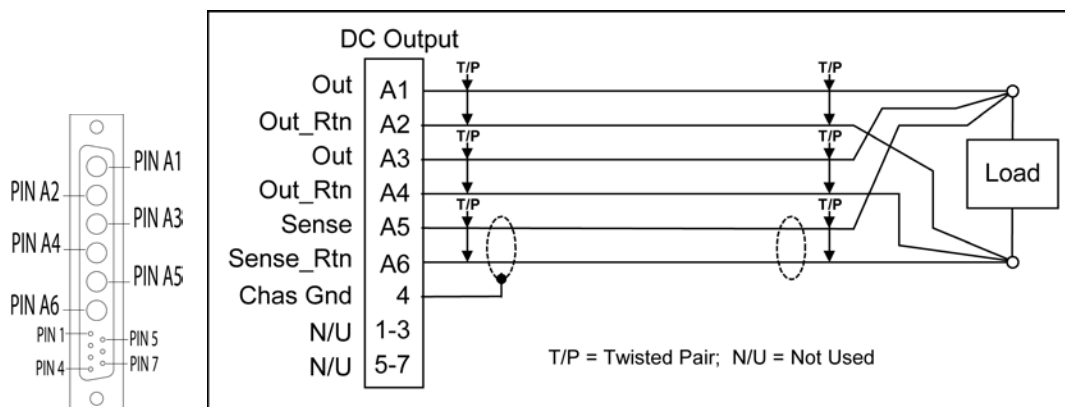 PIN A1
PIN A2
PIN A3
PIN A4
PIN A5
PIN A6
PIN 1
PIN 5
PIN 4
PIN 7
DC Output
T/P T/P
Out A1
Out_Rtn A2
T/P T/P
Out A3
Load
Out_Rtn A4
T/P T/P
Sense A5
Sense_Rtn A6
Chas Gnd 4
N/U 1-3
N/U 5-7
T/P = Twisted Pair; N/U = Not Used